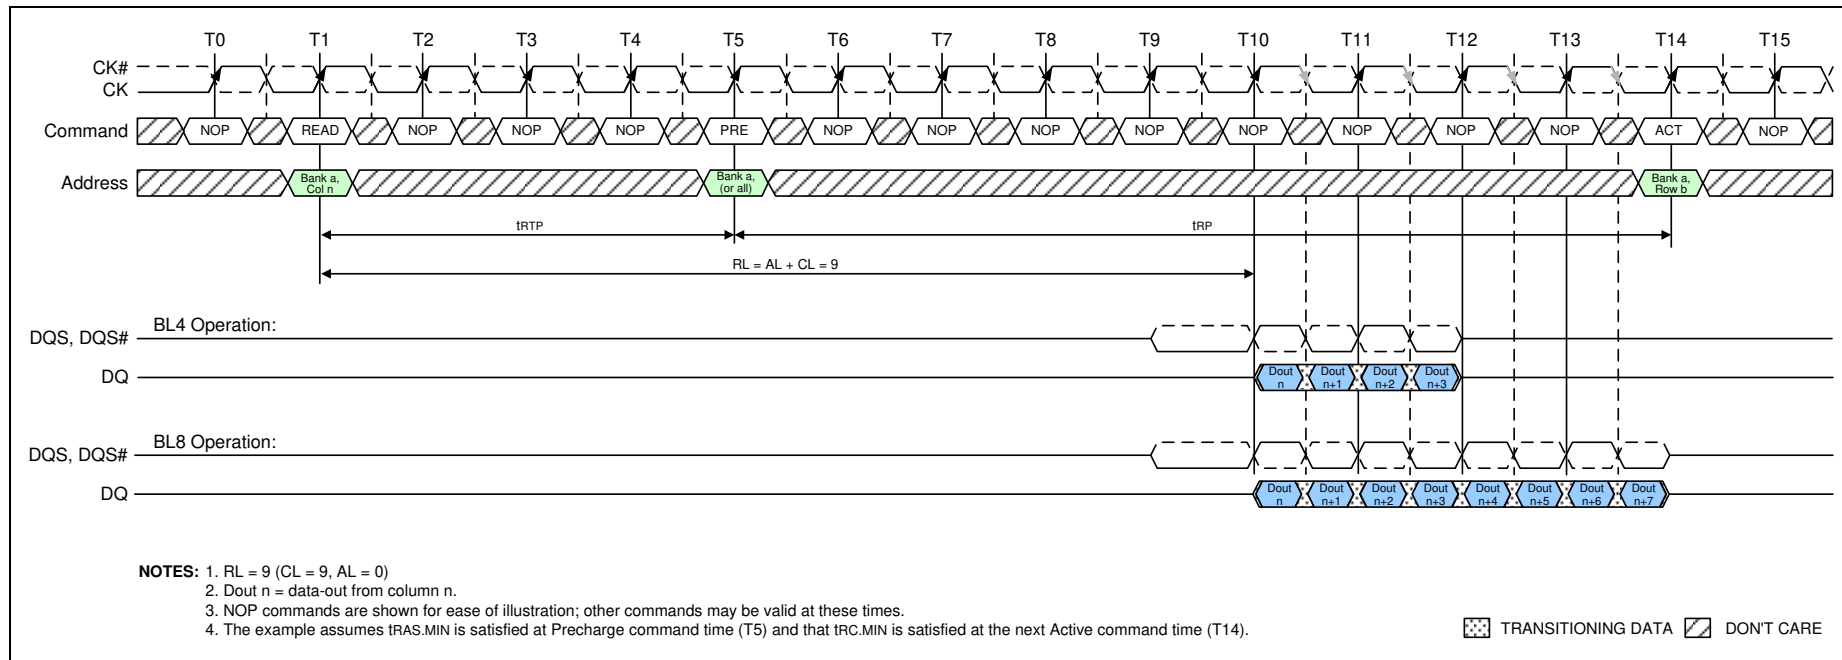 T0 T1 T2 T3 T4 T5 T6 T7 T8 T9 T10 T11 T12 T13 T14 T15
CK#
CK
Command NOP READ NOP NOP NOP PRE NOP NOP NOP NOP NOP NOP NOP NOP ACT NOP
Address Bank a, Col n Bank a, (or all) Bank a, Row b
tRTP tRP
RL = AL + CL = 9
BL4 Operation:
DQS, DQS#
DQ Dout n Dout n+1 Dout n+2 Dout n+3
BL8 Operation:
DQS, DQS#
DQ Dout n Dout n+1 Dout n+2 Dout n+3 Dout n+4 Dout n+5 Dout n+6 Dout n+7
NOTES: 1. RL = 9 (CL = 9, AL = 0)
2. Dout n = data-out from column n.
3. NOP commands are shown for ease of illustration; other commands may be valid at these times.
4. The example assumes tRAS.MIN is satisfied at Precharge command time (T5) and that tRC.MIN is satisfied at the next Active command time (T14).
TRANSITIONING DATA DON'T CARE